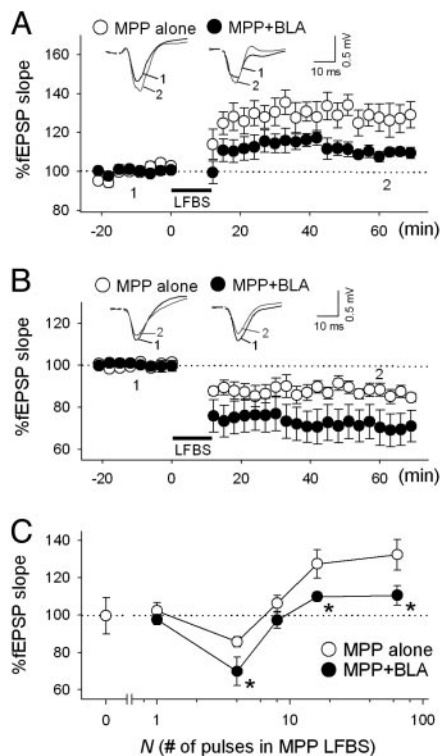 A
MPP alone
MPP+BLA
160
140
120
100
80
%fEPSP slope
1
2
1
2
0.5 mV
10 ms
1
2
LFBS
-20
0
20
40
60
(min)
B
MPP alone
MPP+BLA
120
100
80
60
%fEPSP slope
2
1
2
1
0.5 mV
10 ms
1
2
LFBS
-20
0
20
40
60
(min)
C
140
120
100
80
60
%fEPSP slope
*
*
*
MPP alone
MPP+BLA
0
1
10
100
N (# of pulses in MPP LFBS)